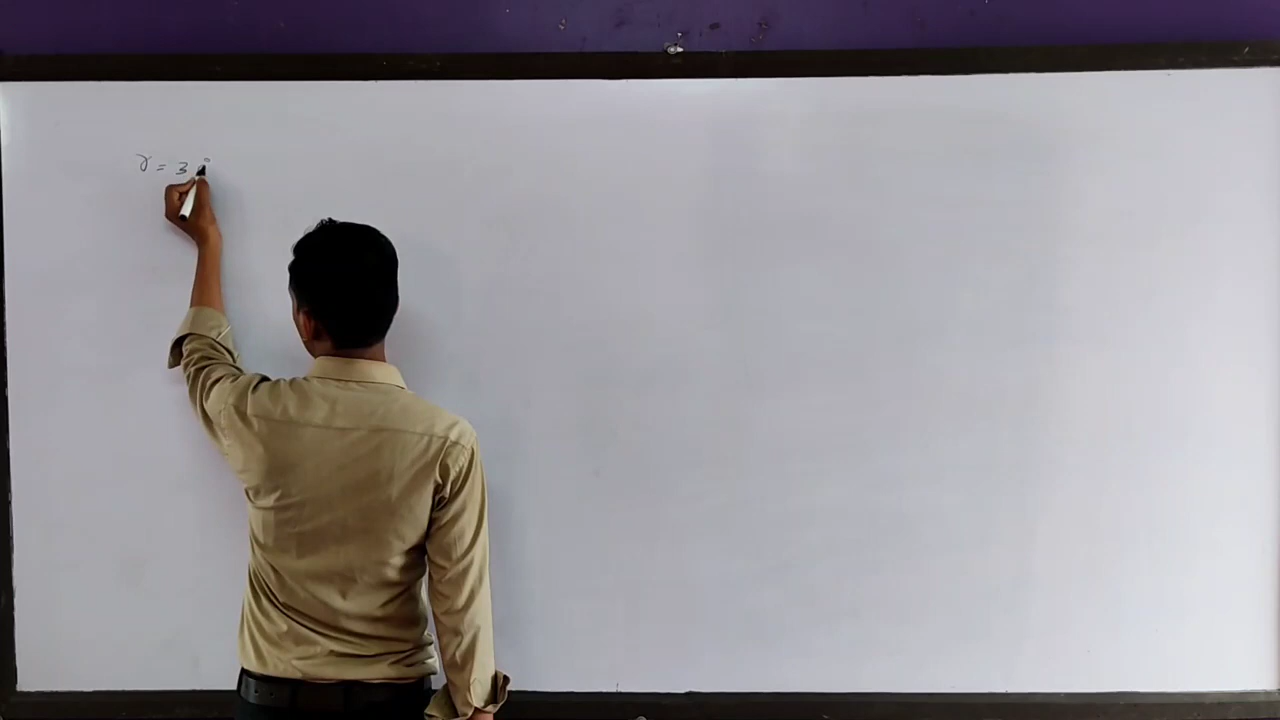 γ = 3